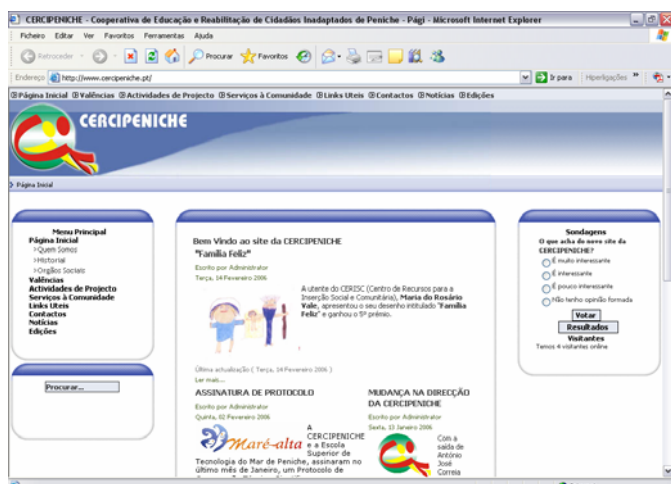 CERCIPENICHE - Cooperativa de Educação e Reabilitação de Cidadãos Inadaptados de Peniche - Pági - Microsoft Internet Explorer
Ficheiro Editar Ver Favoritos Ferramentas Ajuda
Retroceder Procurar Favoritos
Endereço http://www.cercipeniche.pt/ Ir para Hiperligações »
Página Inicial Valências Actividades de Projecto Serviços à Comunidade Links Uteis Contactos Notícias Edições
CERCIPENICHE
Página Inicial
Menu Principal
Página Inicial
>Quem Somos
>Historial
>Orgãos Sociais
Valências
Actividades de Projecto
Serviços à Comunidade
Links Uteis
Contactos
Notícias
Edições
Procurar...
Bem Vindo ao site da CERCIPENICHE
"Família Feliz"
Escrito por Administrator
Terça, 14 Fevereiro 2006
A utente do CERISC (Centro de Recursos para a
Inserção Social e Comunitária), Maria do Rosário
Vale, apresentou o seu desenho intitulado "Família
Feliz" e ganhou o 5º prémio.
Última actualização ( Terça, 14 Fevereiro 2006 )
Ler mais...
ASSINATURA DE PROTOCOLO
Escrito por Administrator
Quinta, 02 Fevereiro 2006
Maré-alta
A
CERCIPENICHE
e a Escola
Superior de
Tecnologia do Mar de Peniche, assinaram no
último mês de Janeiro, um Protocolo de
MUDANÇA NA DIRECÇÃO
DA CERCIPENICHE
Escrito por Administrator
Sexta, 13 Janeiro 2006
Com a
saída de
António
José
Correia
Sondagens
O que acha do novo site da
CERCIPENICHE?
É muito interessante
É interessante
É pouco interessante
Não tenho opinião formada
Votar
Resultados
Visitantes
Temos 4 visitantes online